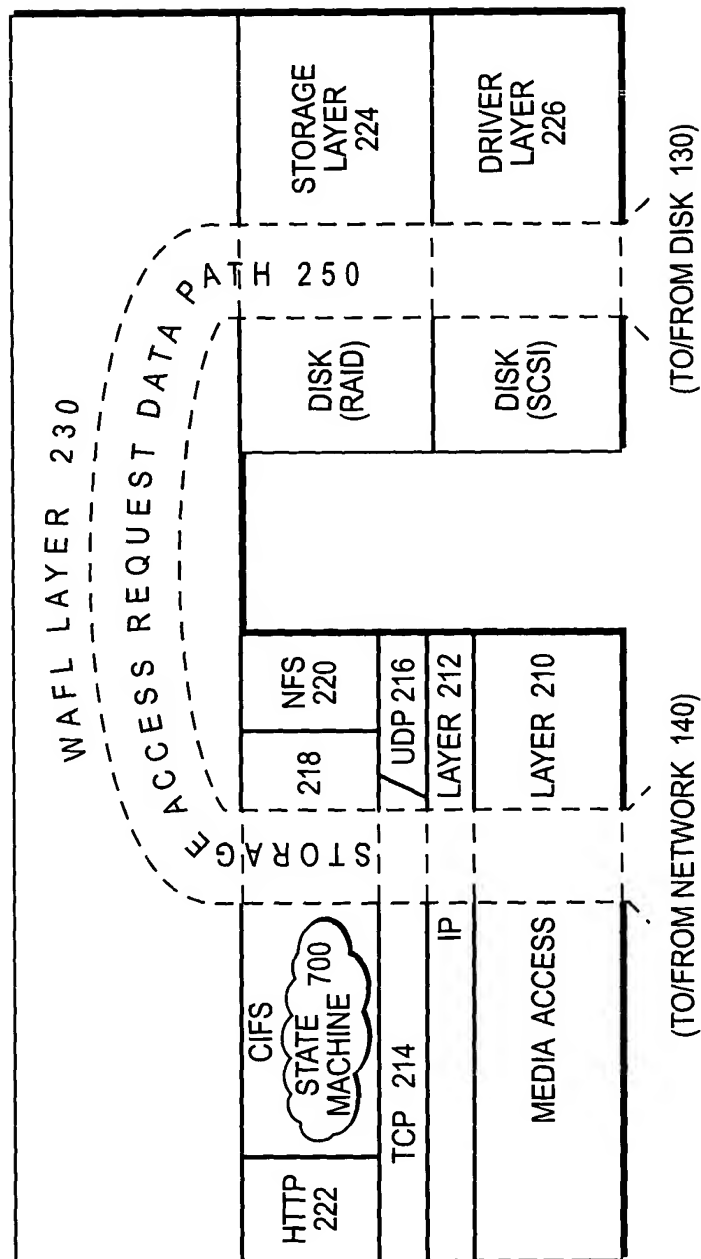 WAFL LAYER 230
STORAGE ACCESS REQUEST DATA PATH 250
HTTP
222
CIFS
STATE
MACHINE
700
218
NFS
220
TCP 214
UDP 216
IP
LAYER 212
MEDIA ACCESS
LAYER 210
(TO/FROM NETWORK 140)
DISK
(RAID)
STORAGE
LAYER
224
DISK
(SCSI)
DRIVER
LAYER
226
(TO/FROM DISK 130)